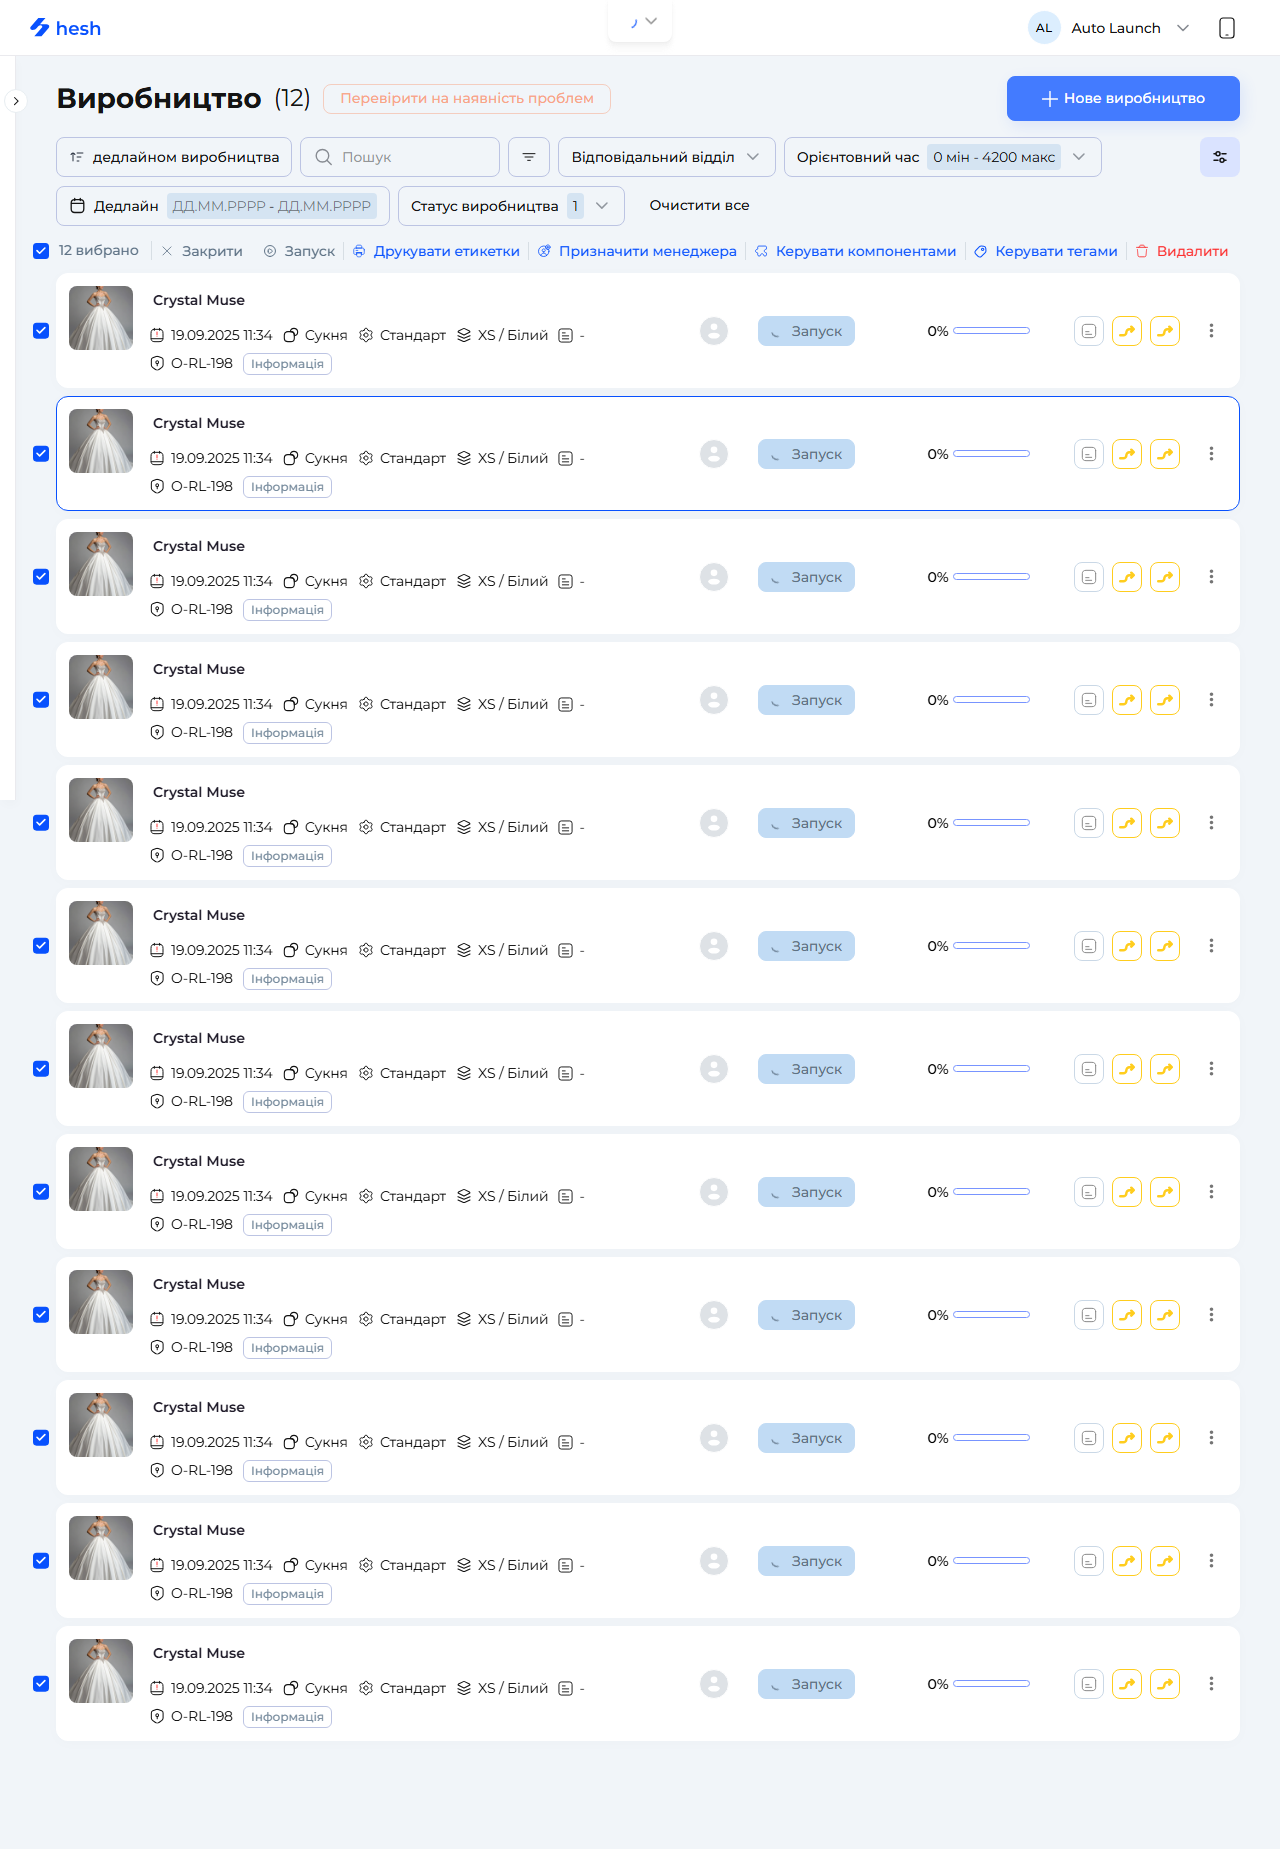 hesh
AL Auto Launch
Виробництво (12) Перевірити на наявність проблем Нове виробництво
дедлайном виробництва Пошук Відповідальний відділ Орієнтовний час 0 мін - 4200 макс
Дедлайн ДД.ММ.РРРР - ДД.ММ.РРРР Статус виробництва 1 Очистити все
12 вибрано Закрити Запуск Друкувати етикетки Призначити менеджера Керувати компонентами Керувати тегами Видалити
Crystal Muse
19.09.2025 11:34 Сукня Стандарт XS / Білий - Запуск 0%
O-RL-198 Інформація
Crystal Muse
19.09.2025 11:34 Сукня Стандарт XS / Білий - Запуск 0%
O-RL-198 Інформація
Crystal Muse
19.09.2025 11:34 Сукня Стандарт XS / Білий - Запуск 0%
O-RL-198 Інформація
Crystal Muse
19.09.2025 11:34 Сукня Стандарт XS / Білий - Запуск 0%
O-RL-198 Інформація
Crystal Muse
19.09.2025 11:34 Сукня Стандарт XS / Білий - Запуск 0%
O-RL-198 Інформація
Crystal Muse
19.09.2025 11:34 Сукня Стандарт XS / Білий - Запуск 0%
O-RL-198 Інформація
Crystal Muse
19.09.2025 11:34 Сукня Стандарт XS / Білий - Запуск 0%
O-RL-198 Інформація
Crystal Muse
19.09.2025 11:34 Сукня Стандарт XS / Білий - Запуск 0%
O-RL-198 Інформація
Crystal Muse
19.09.2025 11:34 Сукня Стандарт XS / Білий - Запуск 0%
O-RL-198 Інформація
Crystal Muse
19.09.2025 11:34 Сукня Стандарт XS / Білий - Запуск 0%
O-RL-198 Інформація
Crystal Muse
19.09.2025 11:34 Сукня Стандарт XS / Білий - Запуск 0%
O-RL-198 Інформація
Crystal Muse
19.09.2025 11:34 Сукня Стандарт XS / Білий - Запуск 0%
O-RL-198 Інформація